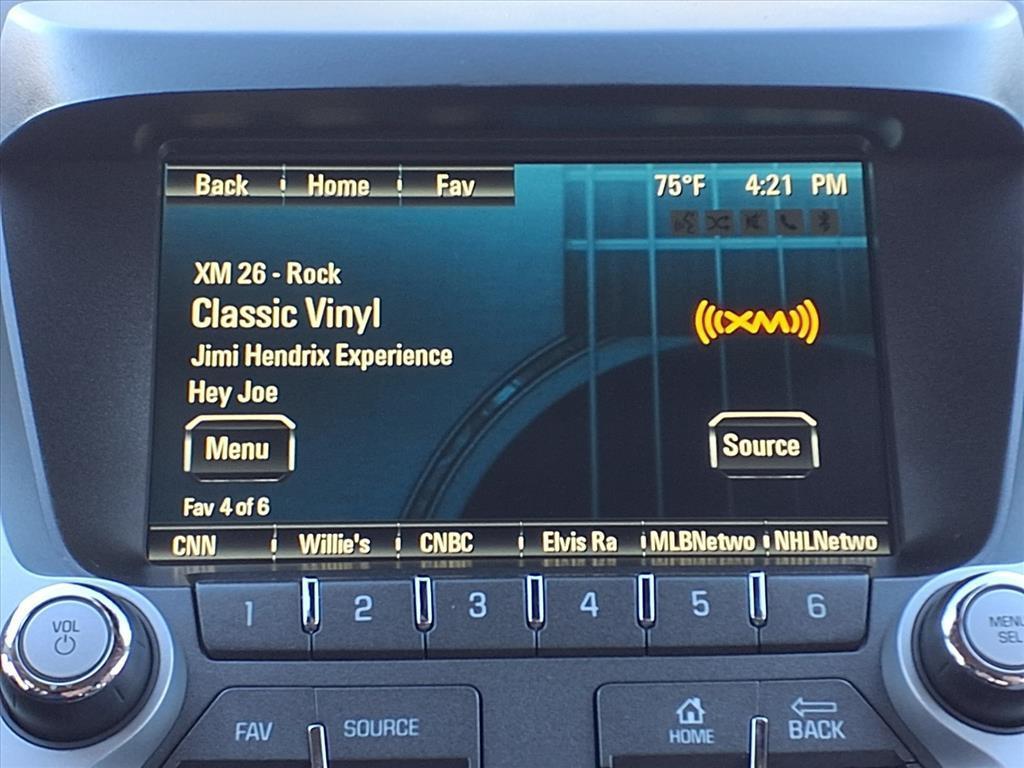 Back Home Fav 75°F 4:21 PM
XM 26 - Rock
Classic Vinyl
((XM))
Jimi Hendrix Experience
Hey Joe
Menu Source
Fav 4 of 6
CNN Willie's CNBC Elvis Ra MLBNetwo NHLNetwo
1 2 3 4 5 6
VOL
MENU
SEL
FAV SOURCE HOME BACK